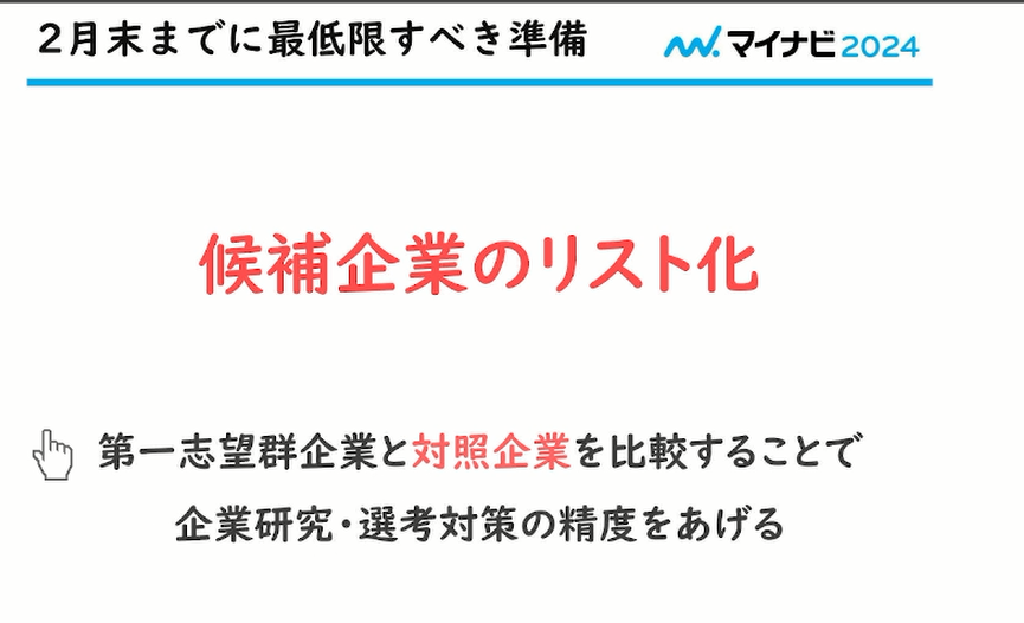 2月末までに最低限すべき準備
マイナビ2024
候補企業のリスト化
第一志望群企業と対照企業を比較することで
企業研究・選考対策の精度をあげる